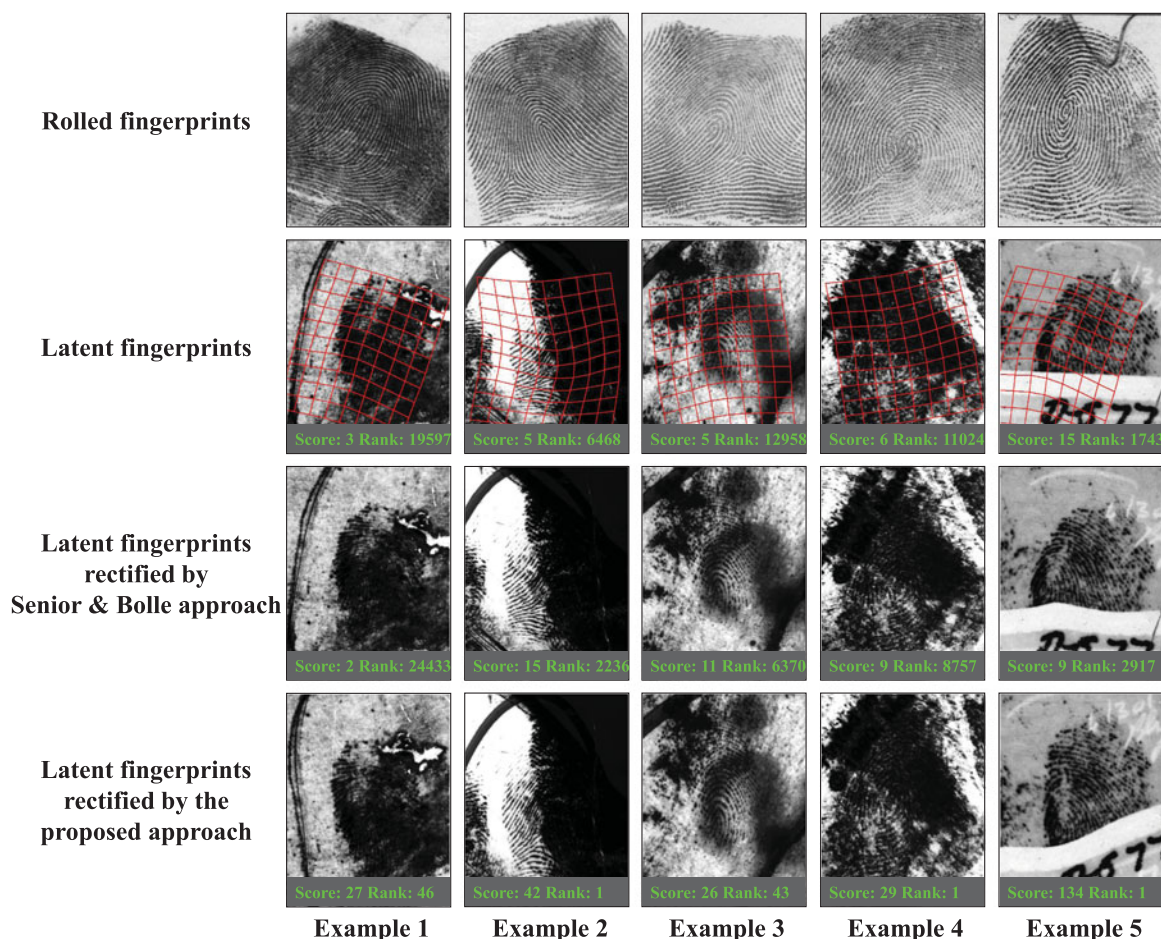 Rolled fingerprints
Latent fingerprints
Score: 3 Rank: 19597
Score: 5 Rank: 6468
Score: 5 Rank: 12958
Score: 6 Rank: 11024
Score: 15 Rank: 1743
Latent fingerprints
rectified by
Senior & Bolle approach
Score: 2 Rank: 24433
Score: 15 Rank: 2236
Score: 11 Rank: 6370
Score: 9 Rank: 8757
Score: 9 Rank: 2917
Latent fingerprints
rectified by the
proposed approach
Score: 27 Rank: 46
Score: 42 Rank: 1
Score: 26 Rank: 43
Score: 29 Rank: 1
Score: 134 Rank: 1
Example 1
Example 2
Example 3
Example 4
Example 5